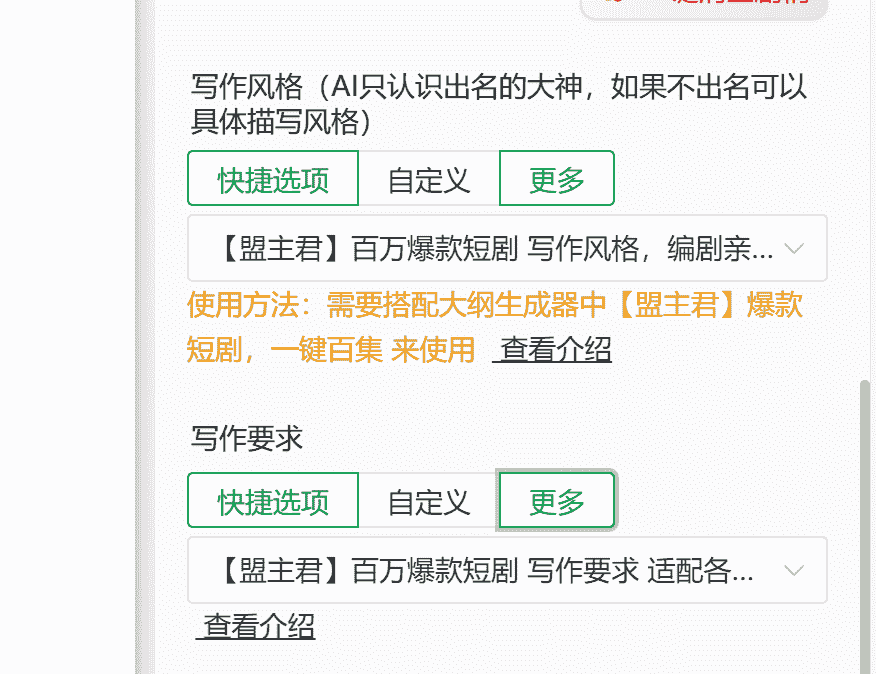 写作风格（AI只认识出名的大神，如果不出名可以
具体描写风格）
快捷选项 自定义 更多
【盟主君】百万爆款短剧 写作风格，编剧亲...
使用方法：需要搭配大纲生成器中【盟主君】爆款
短剧，一键百集 来使用 查看介绍
写作要求
快捷选项 自定义 更多
【盟主君】百万爆款短剧 写作要求 适配各...
查看介绍